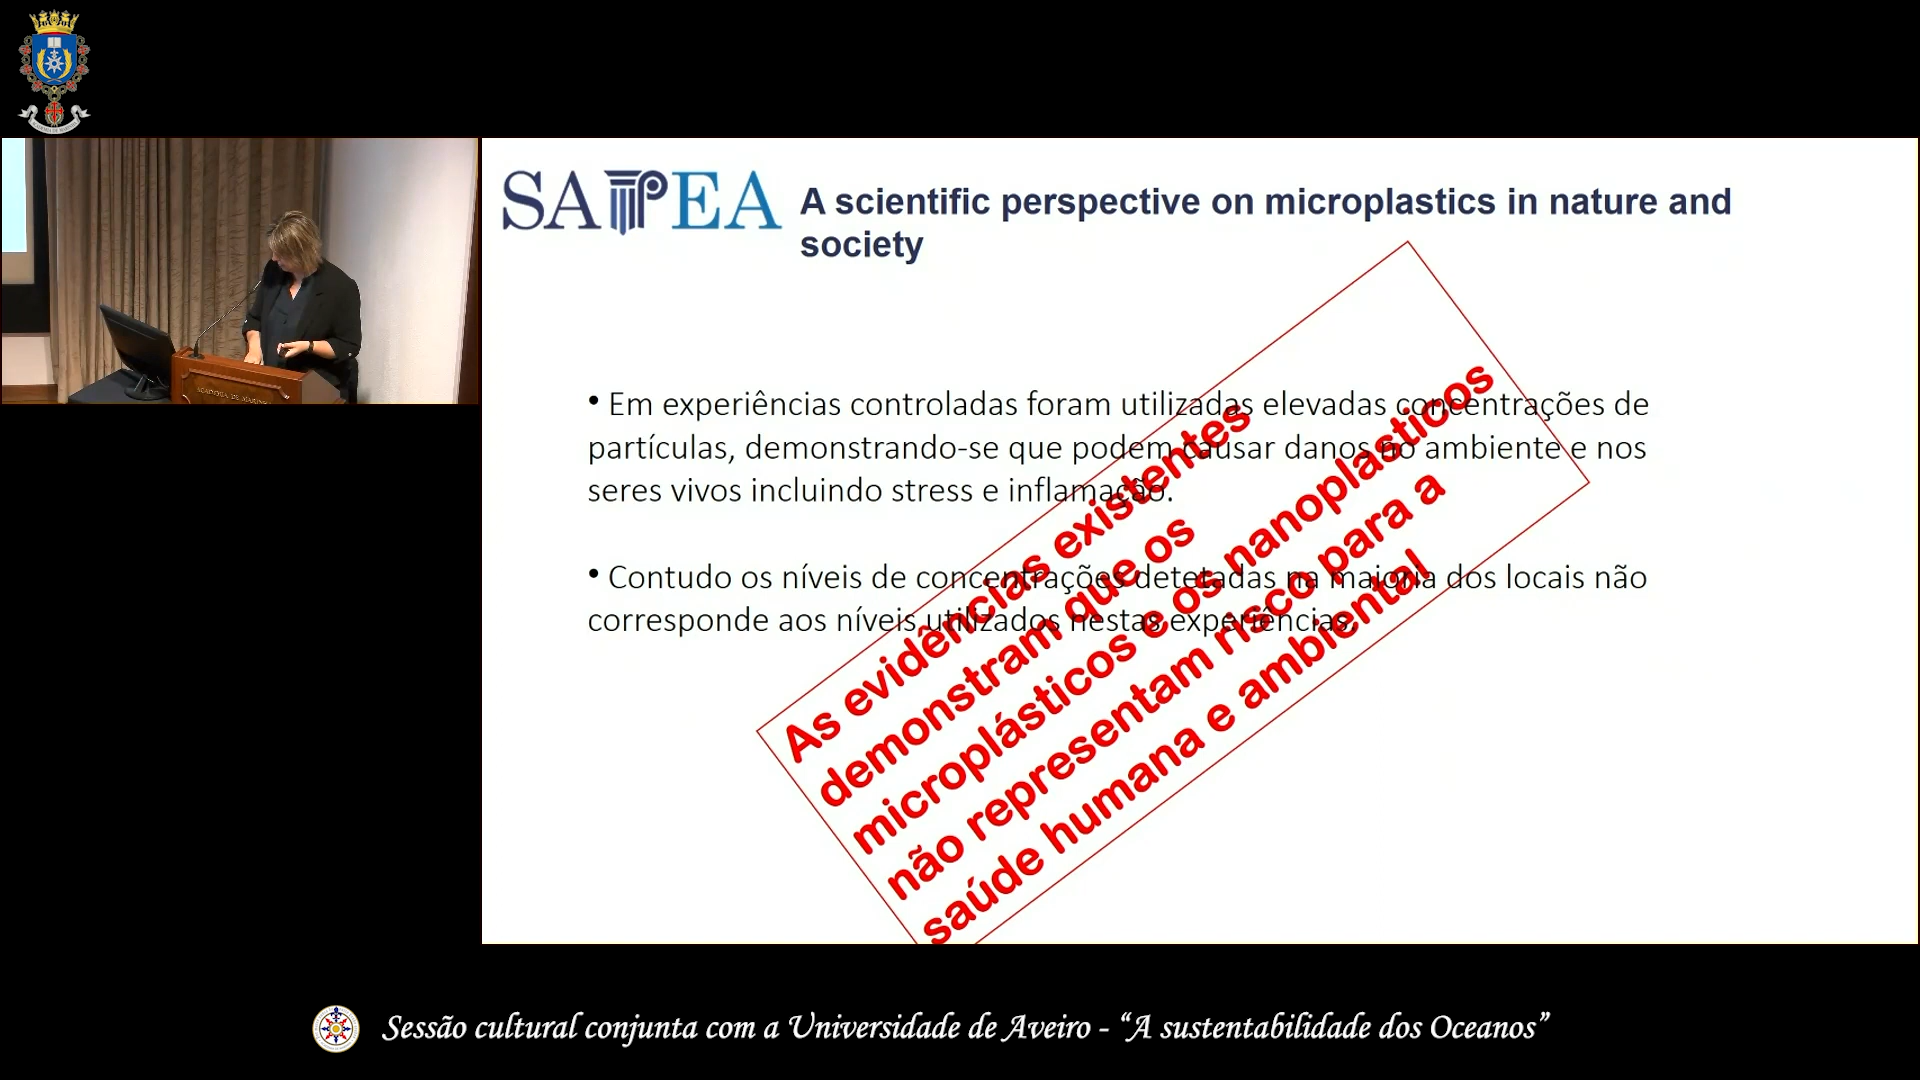 SAPEA
A scientific perspective on microplastics in nature and
society
• Em experiências controladas foram utilizadas elevadas concentrações de
partículas, demonstrando-se que podem causar danos no ambiente e nos
seres vivos incluindo stress e inflamação.
• Contudo os níveis de concentrações detetadas na maioria dos locais não
corresponde aos níveis utilizados nestas experiências.
As evidências existentes
demonstram que os
microplásticos e os nanoplasticos
não representam risco para a
saúde humana e ambiental
ACADEMIA DE MARINHA
Sessão cultural conjunta com a Universidade de Aveiro - “A sustentabilidade dos Oceanos”